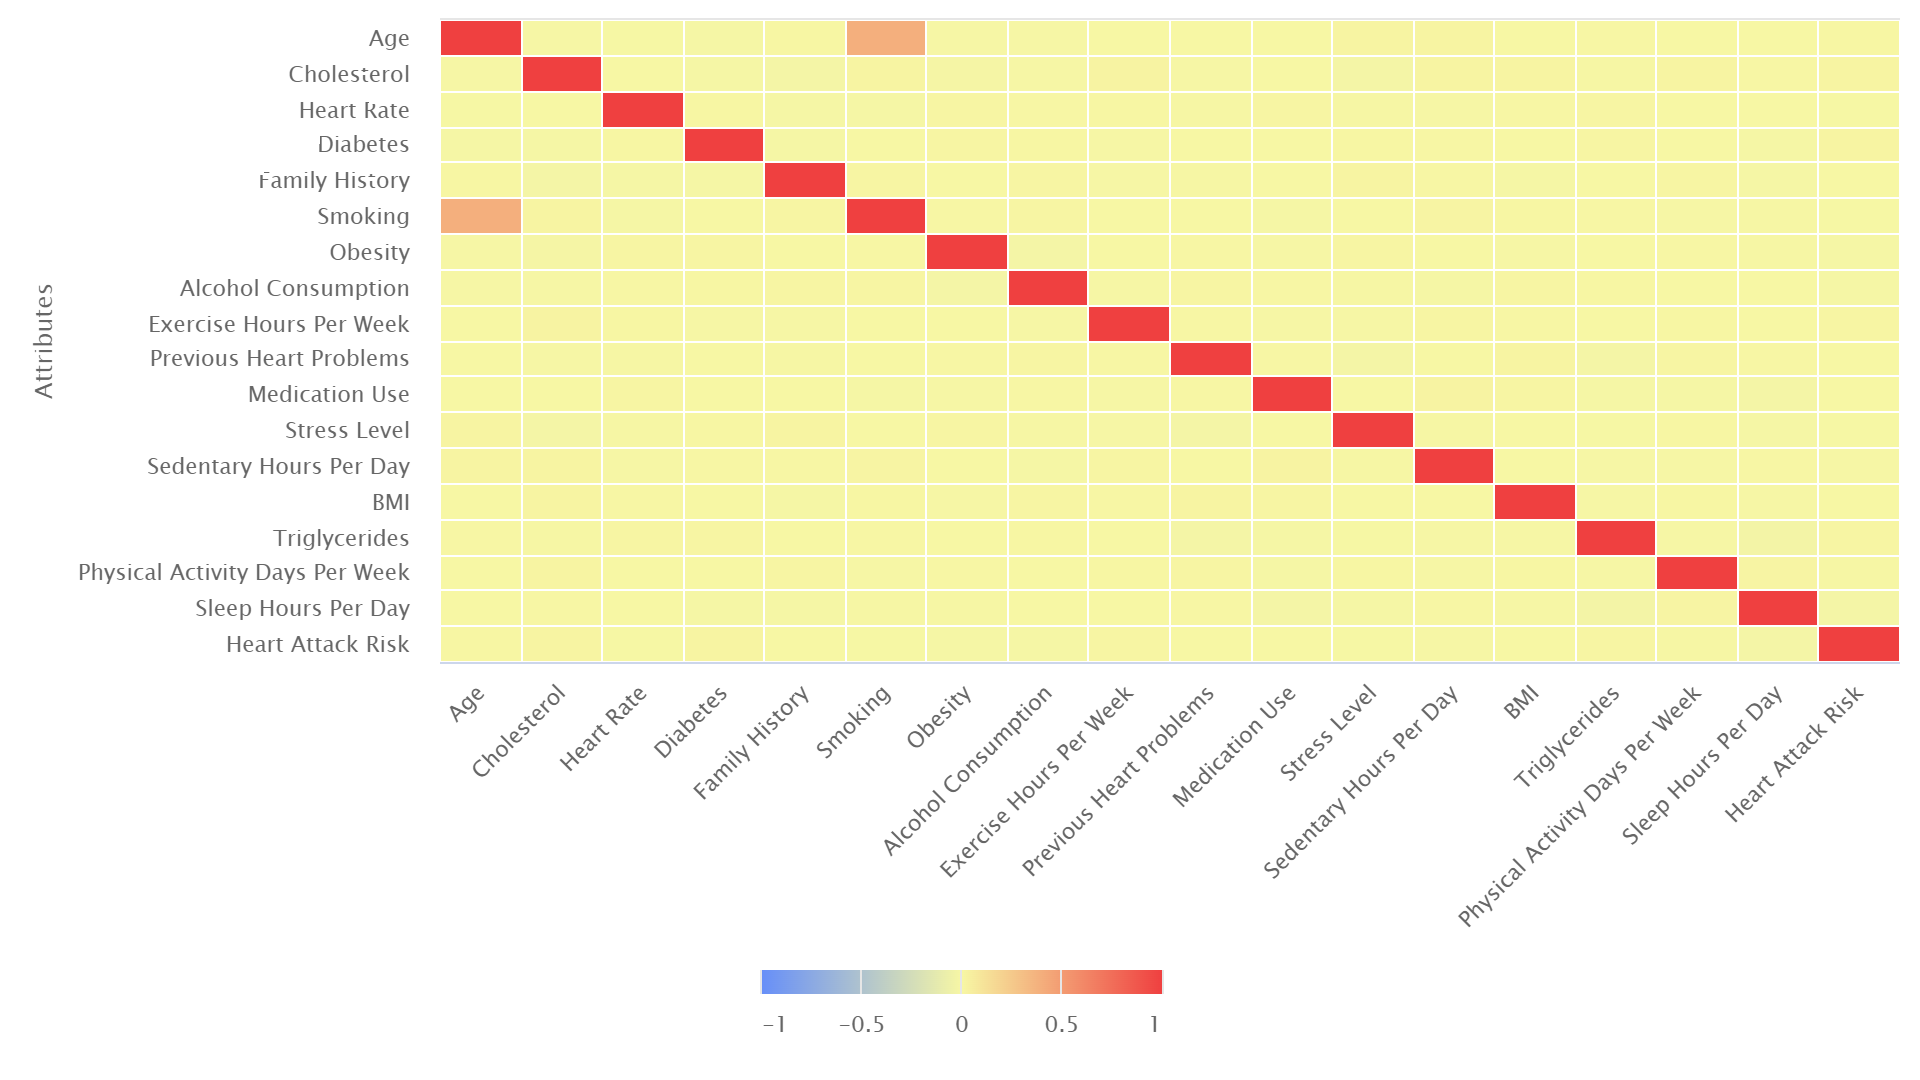 Attributes
Age
Cholesterol
Heart Rate
Diabetes
Family History
Smoking
Obesity
Alcohol Consumption
Exercise Hours Per Week
Previous Heart Problems
Medication Use
Stress Level
Sedentary Hours Per Day
BMI
Triglycerides
Physical Activity Days Per Week
Sleep Hours Per Day
Heart Attack Risk
Age
Cholesterol
Heart Rate
Diabetes
Family History
Smoking
Obesity
Alcohol Consumption
Exercise Hours Per Week
Previous Heart Problems
Medication Use
Stress Level
Sedentary Hours Per Day
BMI
Triglycerides
Physical Activity Days Per Week
Sleep Hours Per Day
Heart Attack Risk
-1 -0.5 0 0.5 1